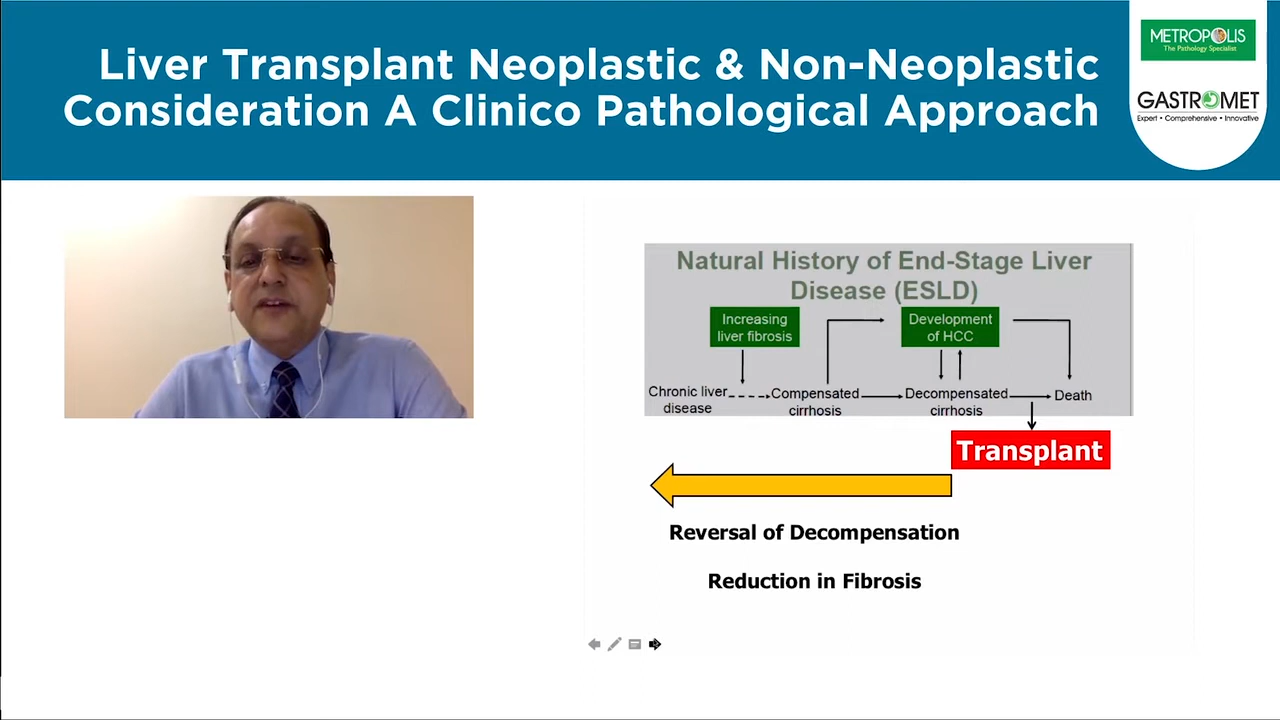 Liver Transplant Neoplastic & Non-Neoplastic
Consideration A Clinico Pathological Approach
METROPOLIS
The Pathology Specialist
GASTROMET
Expert • Comprehensive • Innovative
Natural History of End-Stage Liver
Disease (ESLD)
Increasing
liver fibrosis
Development
of HCC
Chronic liver
disease
Compensated
cirrhosis
Decompensated
cirrhosis
Death
Transplant
Reversal of Decompensation
Reduction in Fibrosis